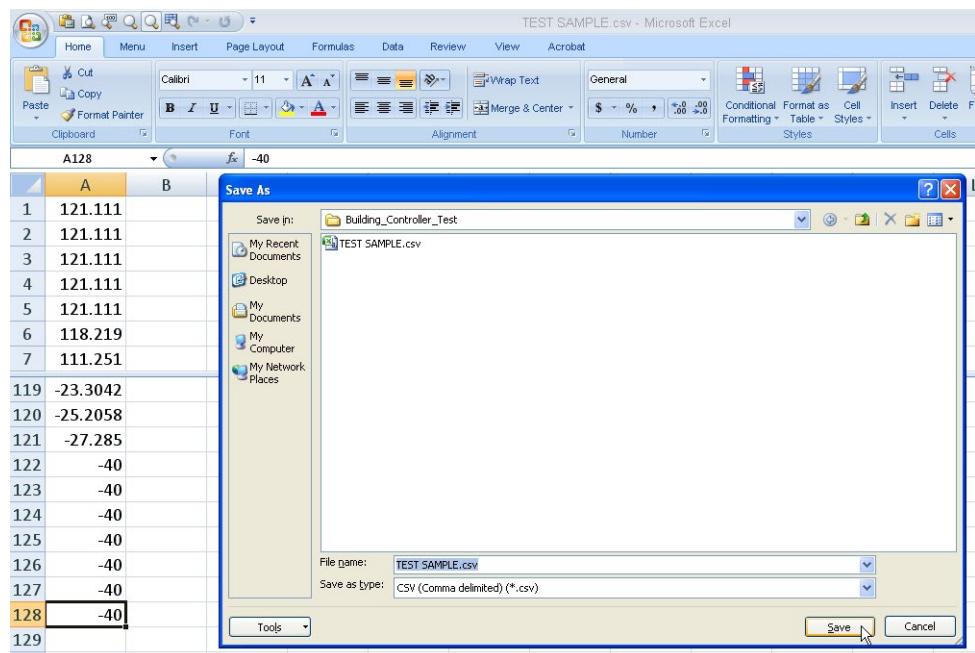 TEST SAMPLE.csv - Microsoft Excel
Home Menu Insert Page Layout Formulas Data Review View Acrobat
Paste
Cut
Copy
Format Painter
Clipboard
Calibri 11 A A
B I U A
Font
Wrap Text
Merge & Center
Alignment
General
$ % , .0 .00 .00 .0
Number
Conditional Formatting
Format as Table
Cell Styles
Styles
Insert Delete F
Cells
A128 fx -40
A B L
1 121.111
2 121.111
3 121.111
4 121.111
5 121.111
6 118.219
7 111.251
119 -23.3042
120 -25.2058
121 -27.285
122 -40
123 -40
124 -40
125 -40
126 -40
127 -40
128 -40
129
Save As
Save in: Building_Controller_Test
My Recent
Documents
Desktop
My
Documents
My
Computer
My Network
Places
TEST SAMPLE.csv
File name: TEST SAMPLE.csv
Save as type: CSV (Comma delimited) (*.csv)
Tools Save Cancel